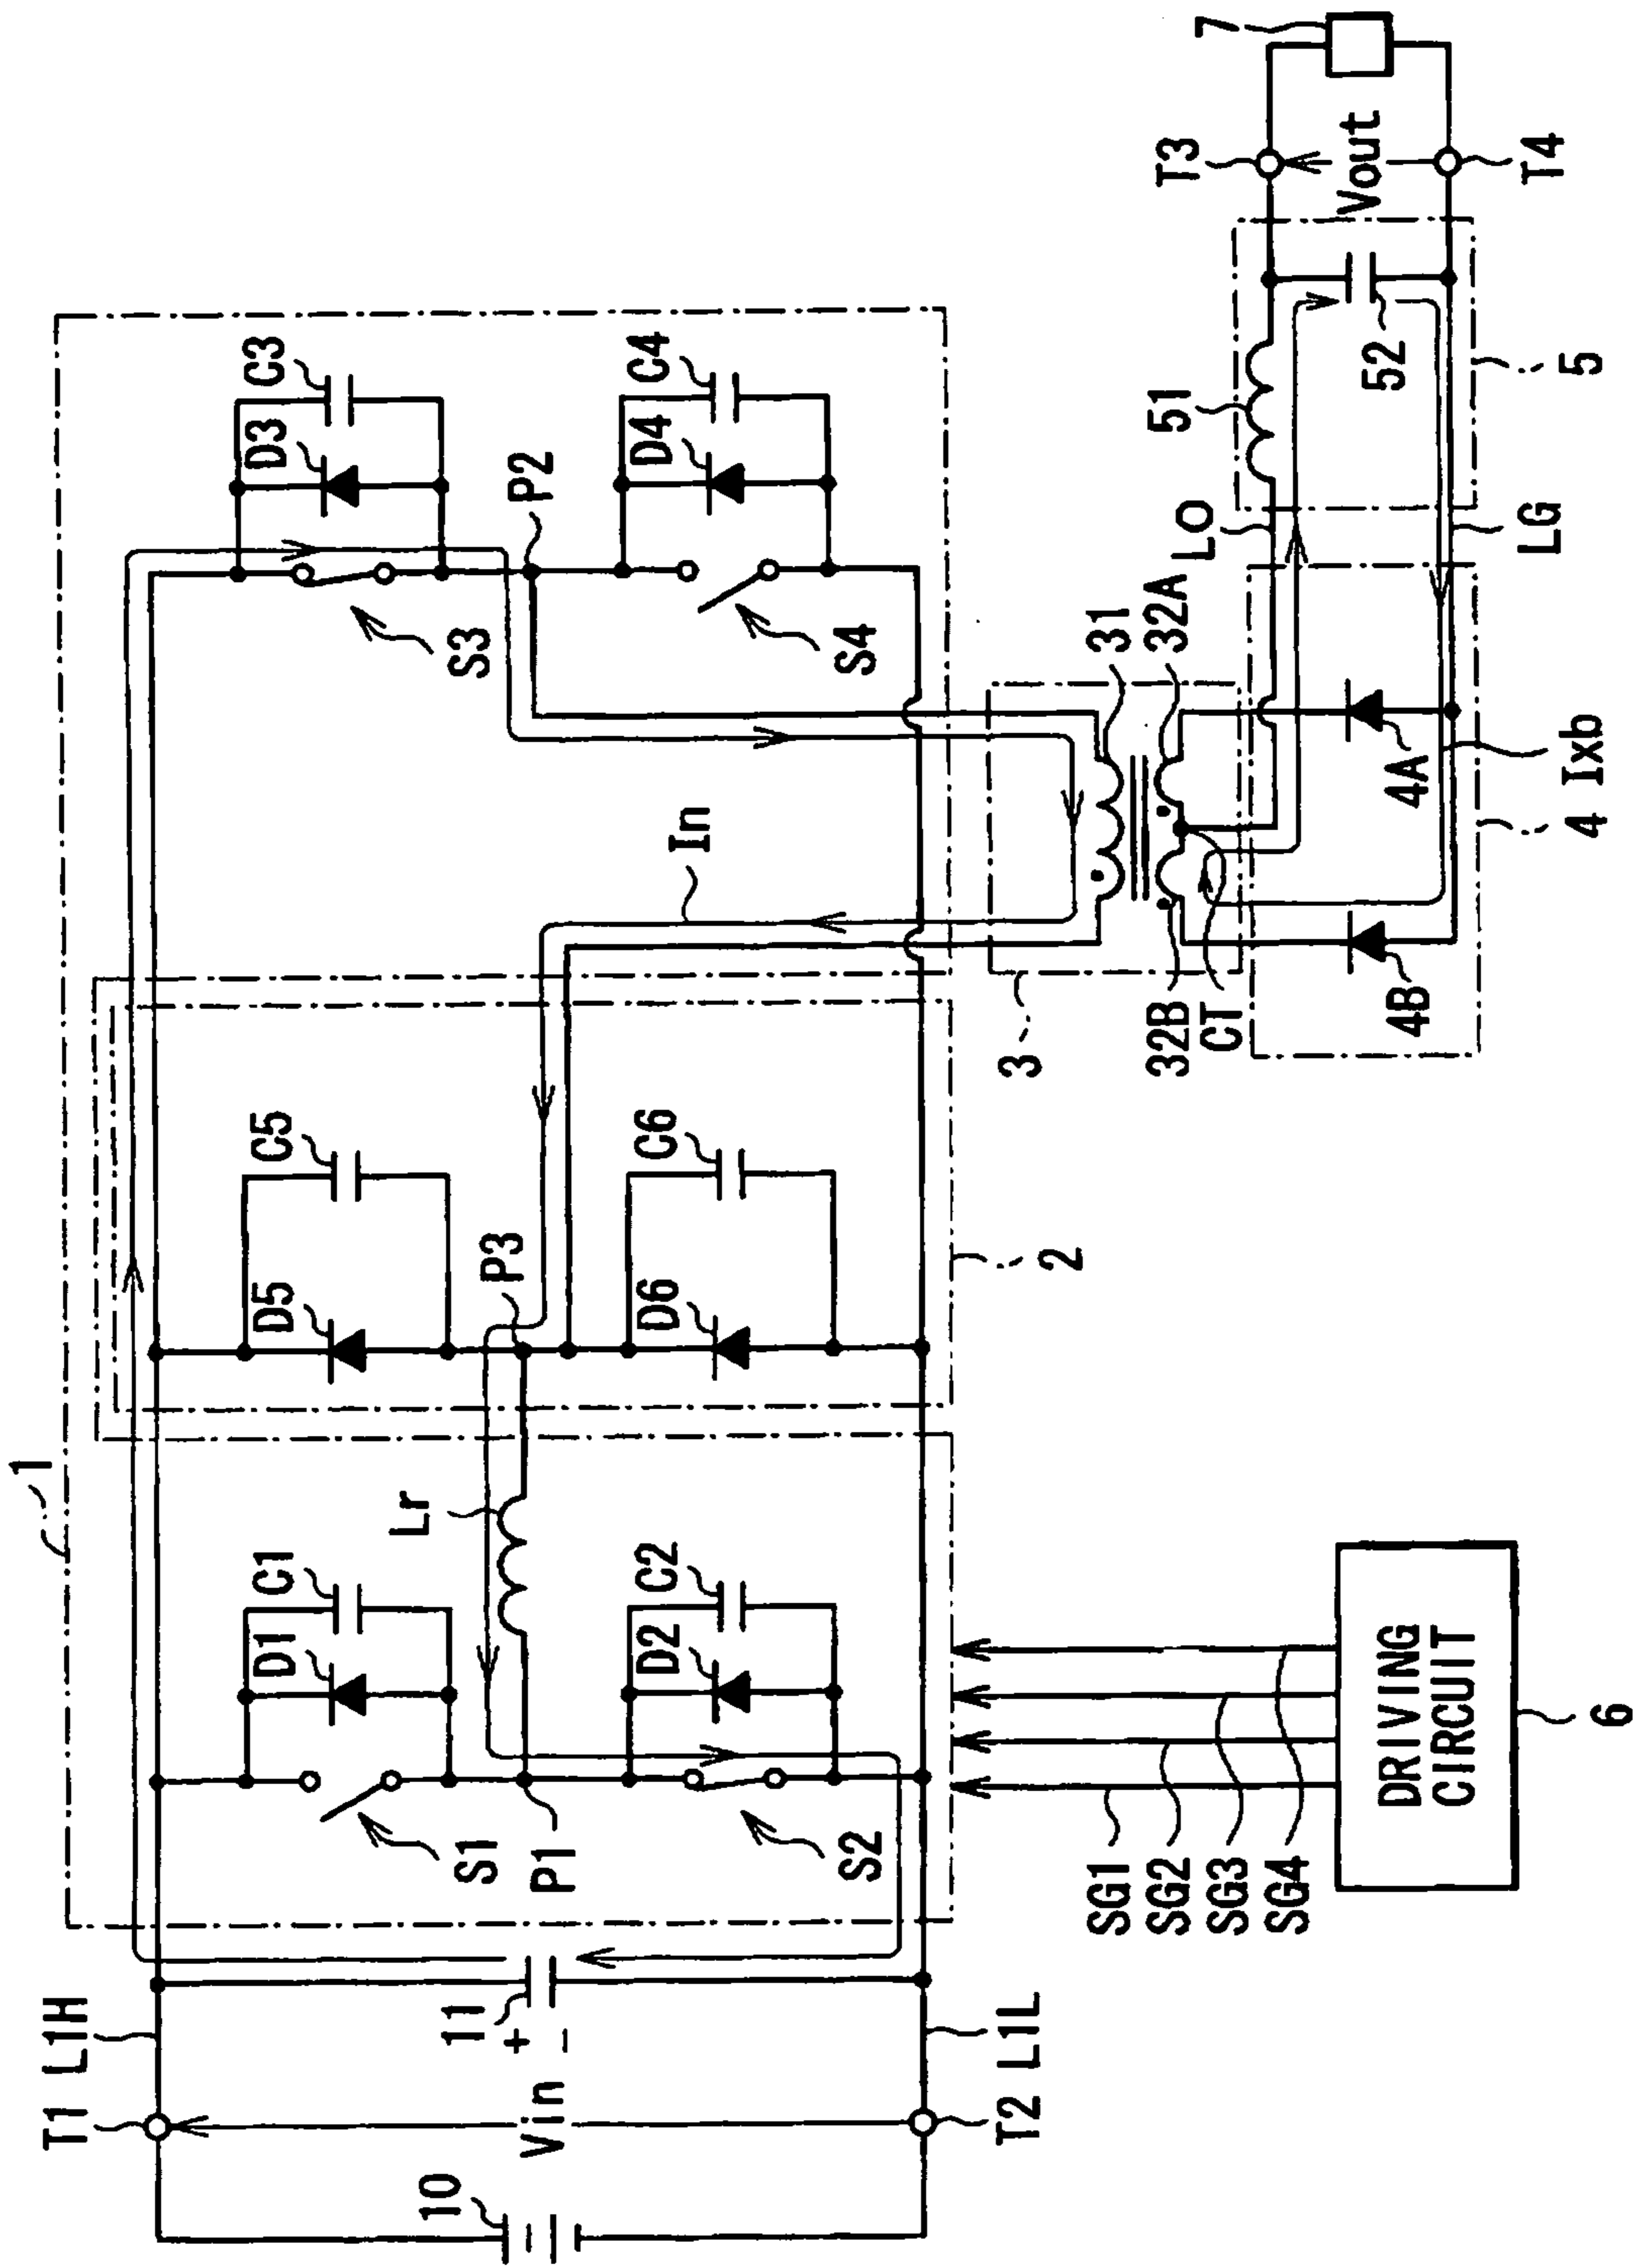 1
T1 L1H
10
Vin
11
+
−
T2 L1L
S1
P1
S2
D1
C1
D2
C2
Lr
D5
C5
P3
D6
C6
2
In
S3
D3
C3
P2
S4
D4
C4
3
31
32A
32B
CT
4A
4B
4
Ixb
LO
LG
51
52
5
T3
Vout
T4
7
SG1
SG2
SG3
SG4
DRIVING
CIRCUIT
6